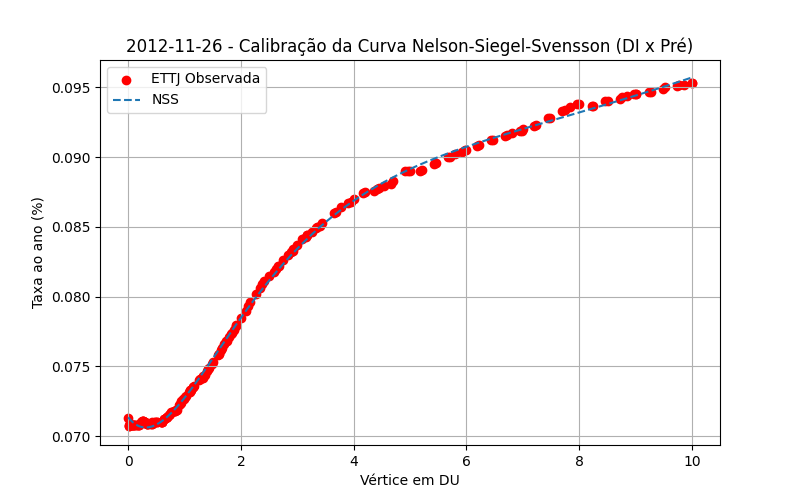 2012-11-26 - Calibração da Curva Nelson-Siegel-Svensson (DI x Pré)
ETTJ Observada
NSS
Taxa ao ano (%)
0.095
0.090
0.085
0.080
0.075
0.070
0 2 4 6 8 10
Vértice em DU